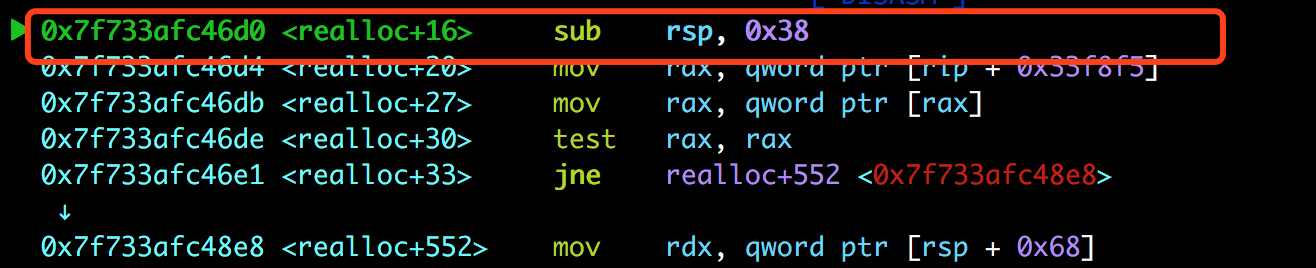 [ DISASM ]
► 0x7f733afc46d0 <realloc+16> sub rsp, 0x38
0x7f733afc46d4 <realloc+20> mov rax, qword ptr [rip + 0x33f8f5]
0x7f733afc46db <realloc+27> mov rax, qword ptr [rax]
0x7f733afc46de <realloc+30> test rax, rax
0x7f733afc46e1 <realloc+33> jne realloc+552 <0x7f733afc48e8>
↓
0x7f733afc48e8 <realloc+552> mov rdx, qword ptr [rsp + 0x68]